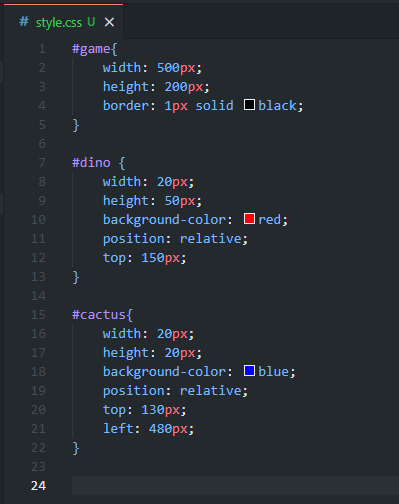 # style.css U ×
1 #game{
2 width: 500px;
3 height: 200px;
4 border: 1px solid black;
5 }
6
7 #dino {
8 width: 20px;
9 height: 50px;
10 background-color: red;
11 position: relative;
12 top: 150px;
13 }
14
15 #cactus{
16 width: 20px;
17 height: 20px;
18 background-color: blue;
19 position: relative;
20 top: 130px;
21 left: 480px;
22 }
23
24